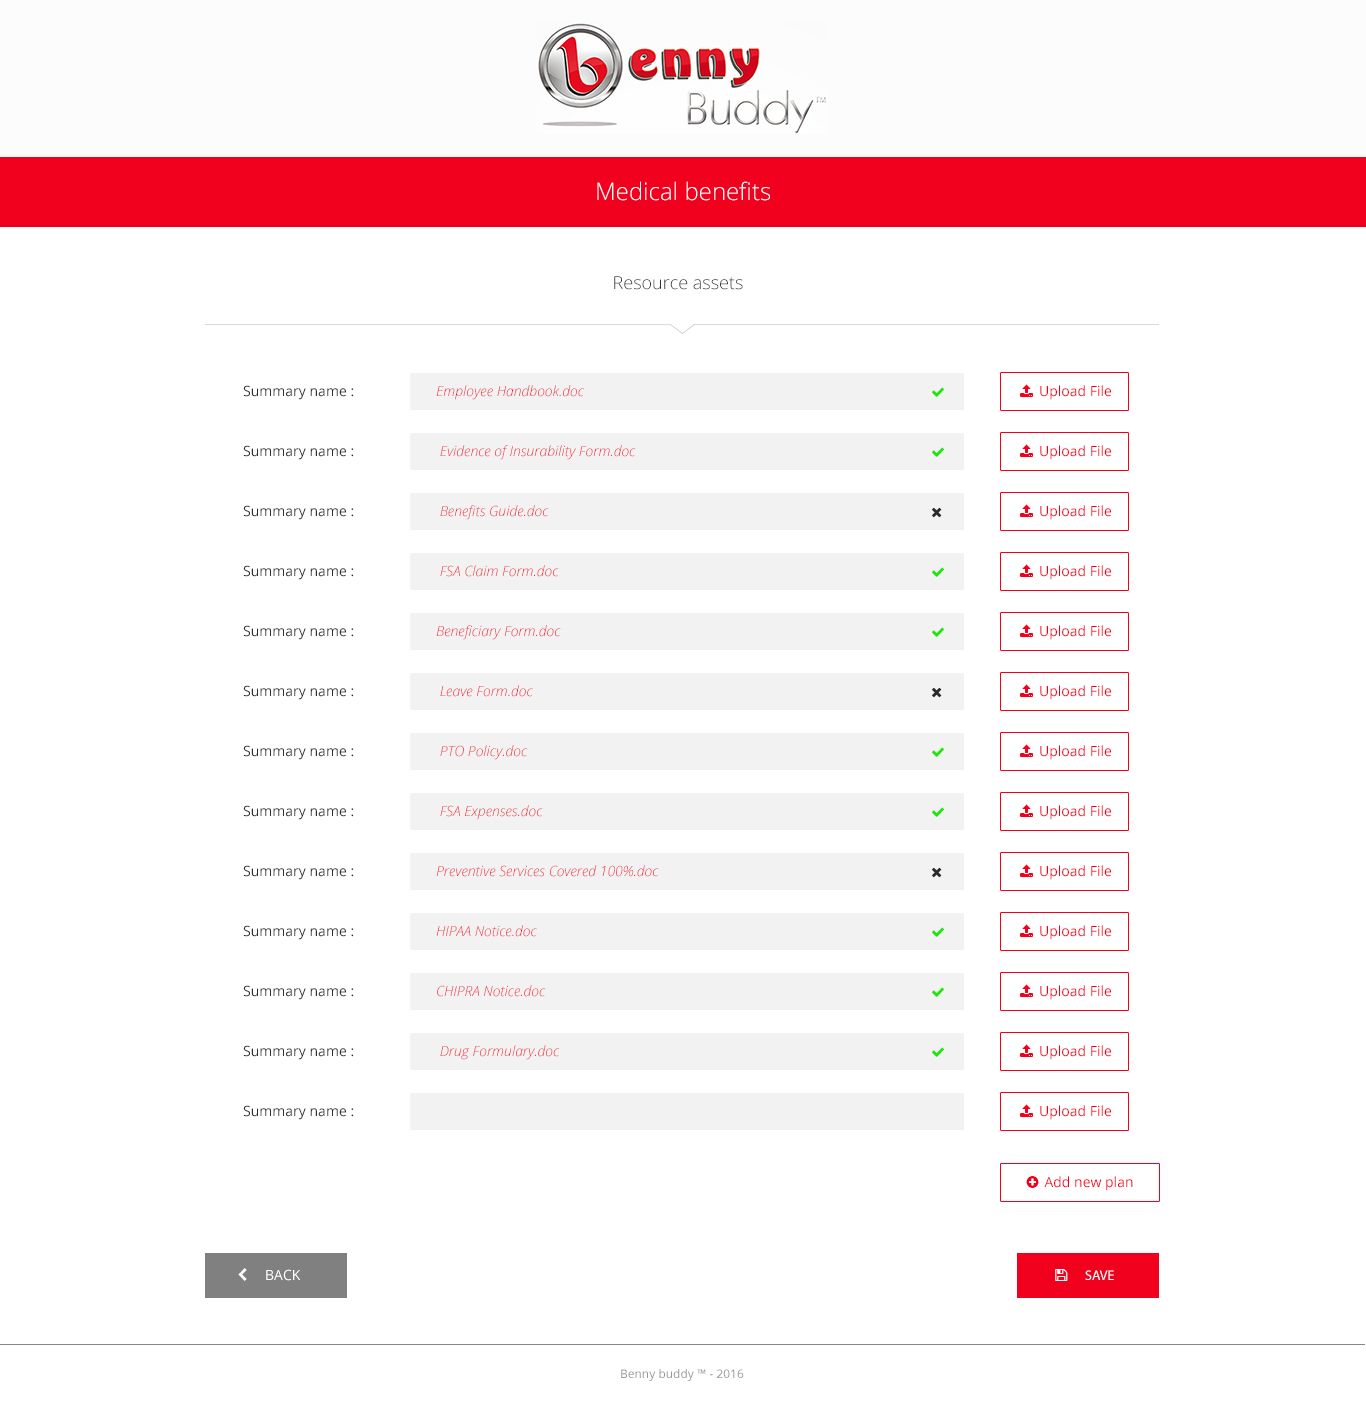 benny
Buddy™
Medical benefits
Resource assets
Summary name : Employee Handbook.doc Upload File
Summary name : Evidence of Insurability Form.doc Upload File
Summary name : Benefits Guide.doc Upload File
Summary name : FSA Claim Form.doc Upload File
Summary name : Beneficiary Form.doc Upload File
Summary name : Leave Form.doc Upload File
Summary name : PTO Policy.doc Upload File
Summary name : FSA Expenses.doc Upload File
Summary name : Preventive Services Covered 100%.doc Upload File
Summary name : HIPAA Notice.doc Upload File
Summary name : CHIPRA Notice.doc Upload File
Summary name : Drug Formulary.doc Upload File
Summary name : Upload File
Add new plan
BACK SAVE
Benny buddy ™ - 2016